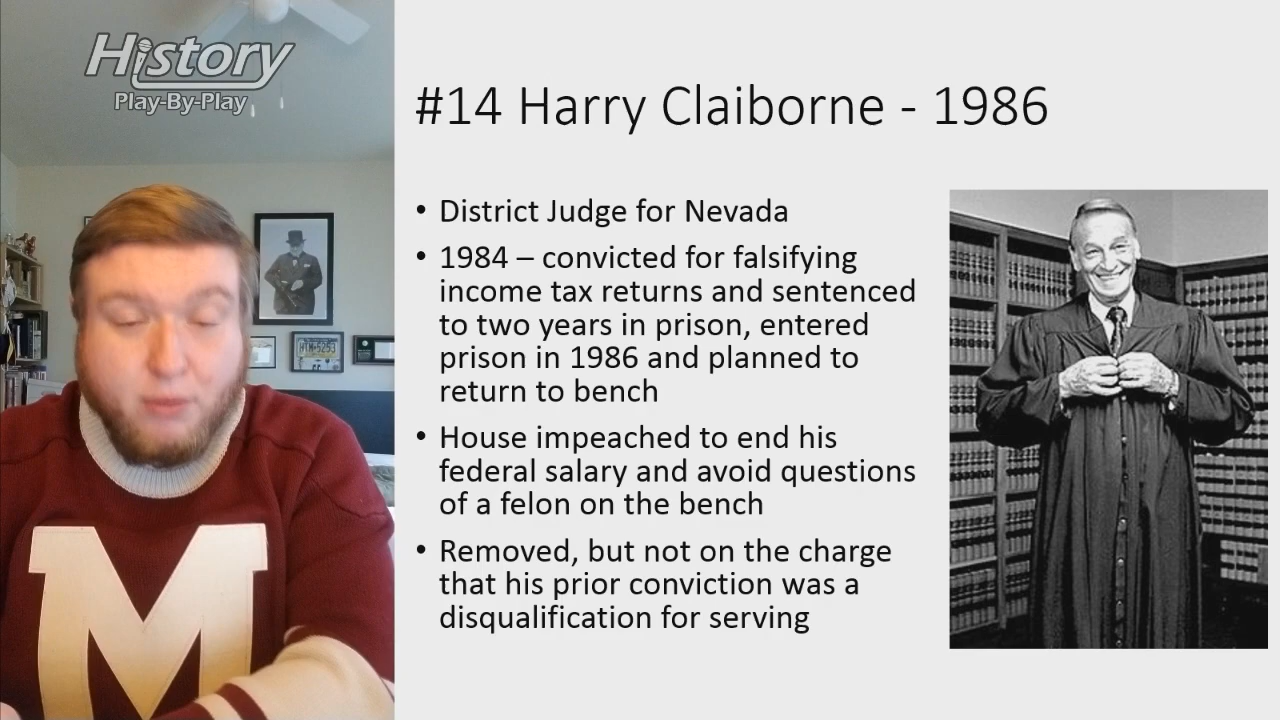 History
Play-By-Play
#14 Harry Claiborne - 1986
• District Judge for Nevada
• 1984 – convicted for falsifying
income tax returns and sentenced
to two years in prison, entered
prison in 1986 and planned to
return to bench
• House impeached to end his
federal salary and avoid questions
of a felon on the bench
• Removed, but not on the charge
that his prior conviction was a
disqualification for serving
M